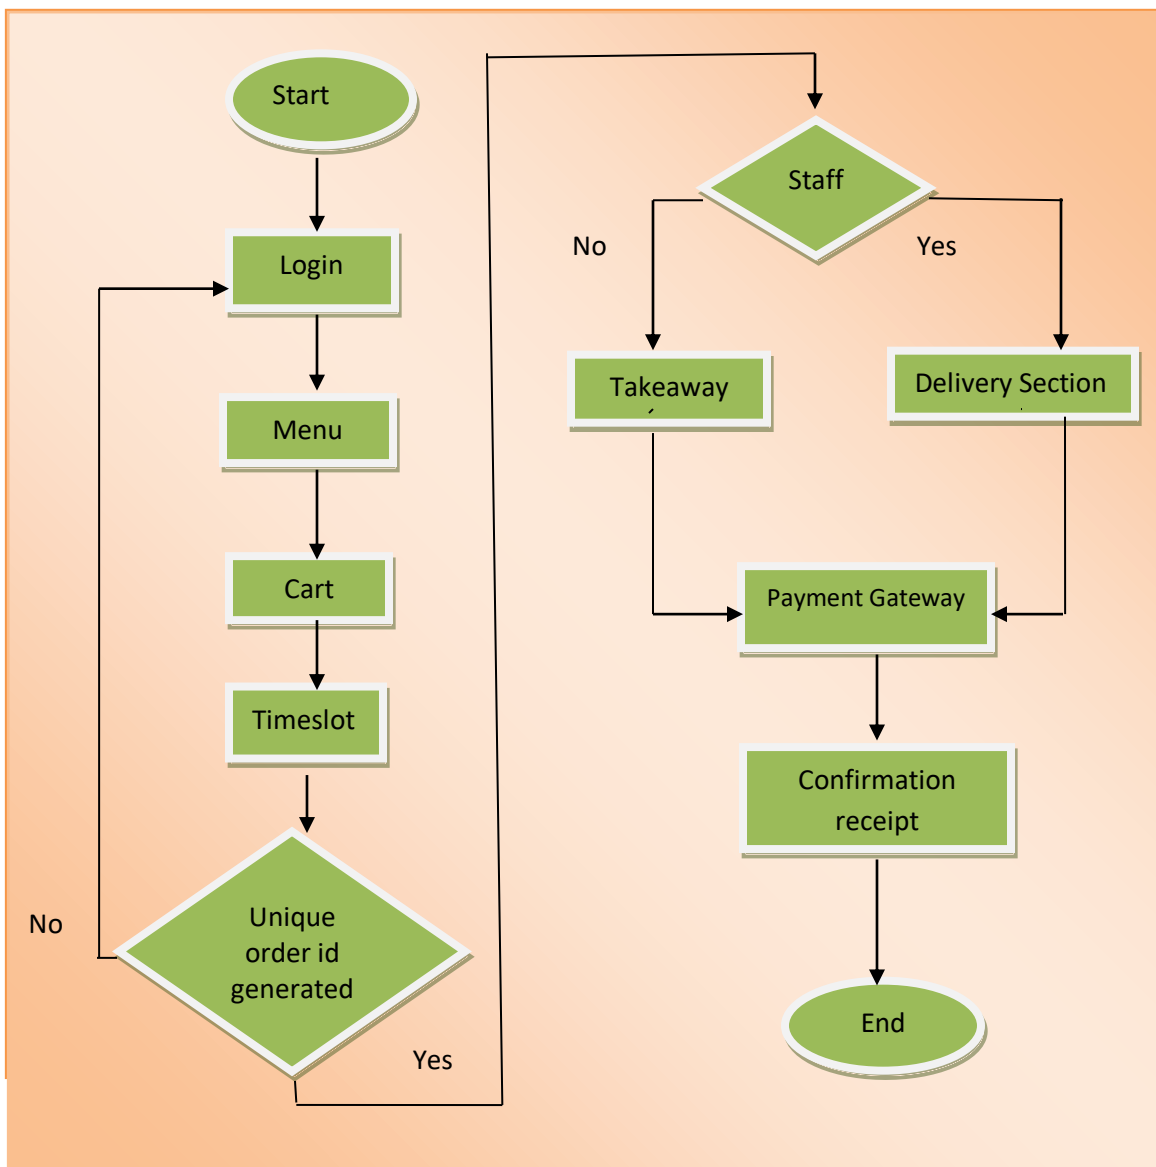 Start
Login
Menu
Cart
Timeslot
No
Unique
order id
generated
Yes
Staff
No
Yes
Takeaway
Delivery Section
Payment Gateway
Confirmation
receipt
End